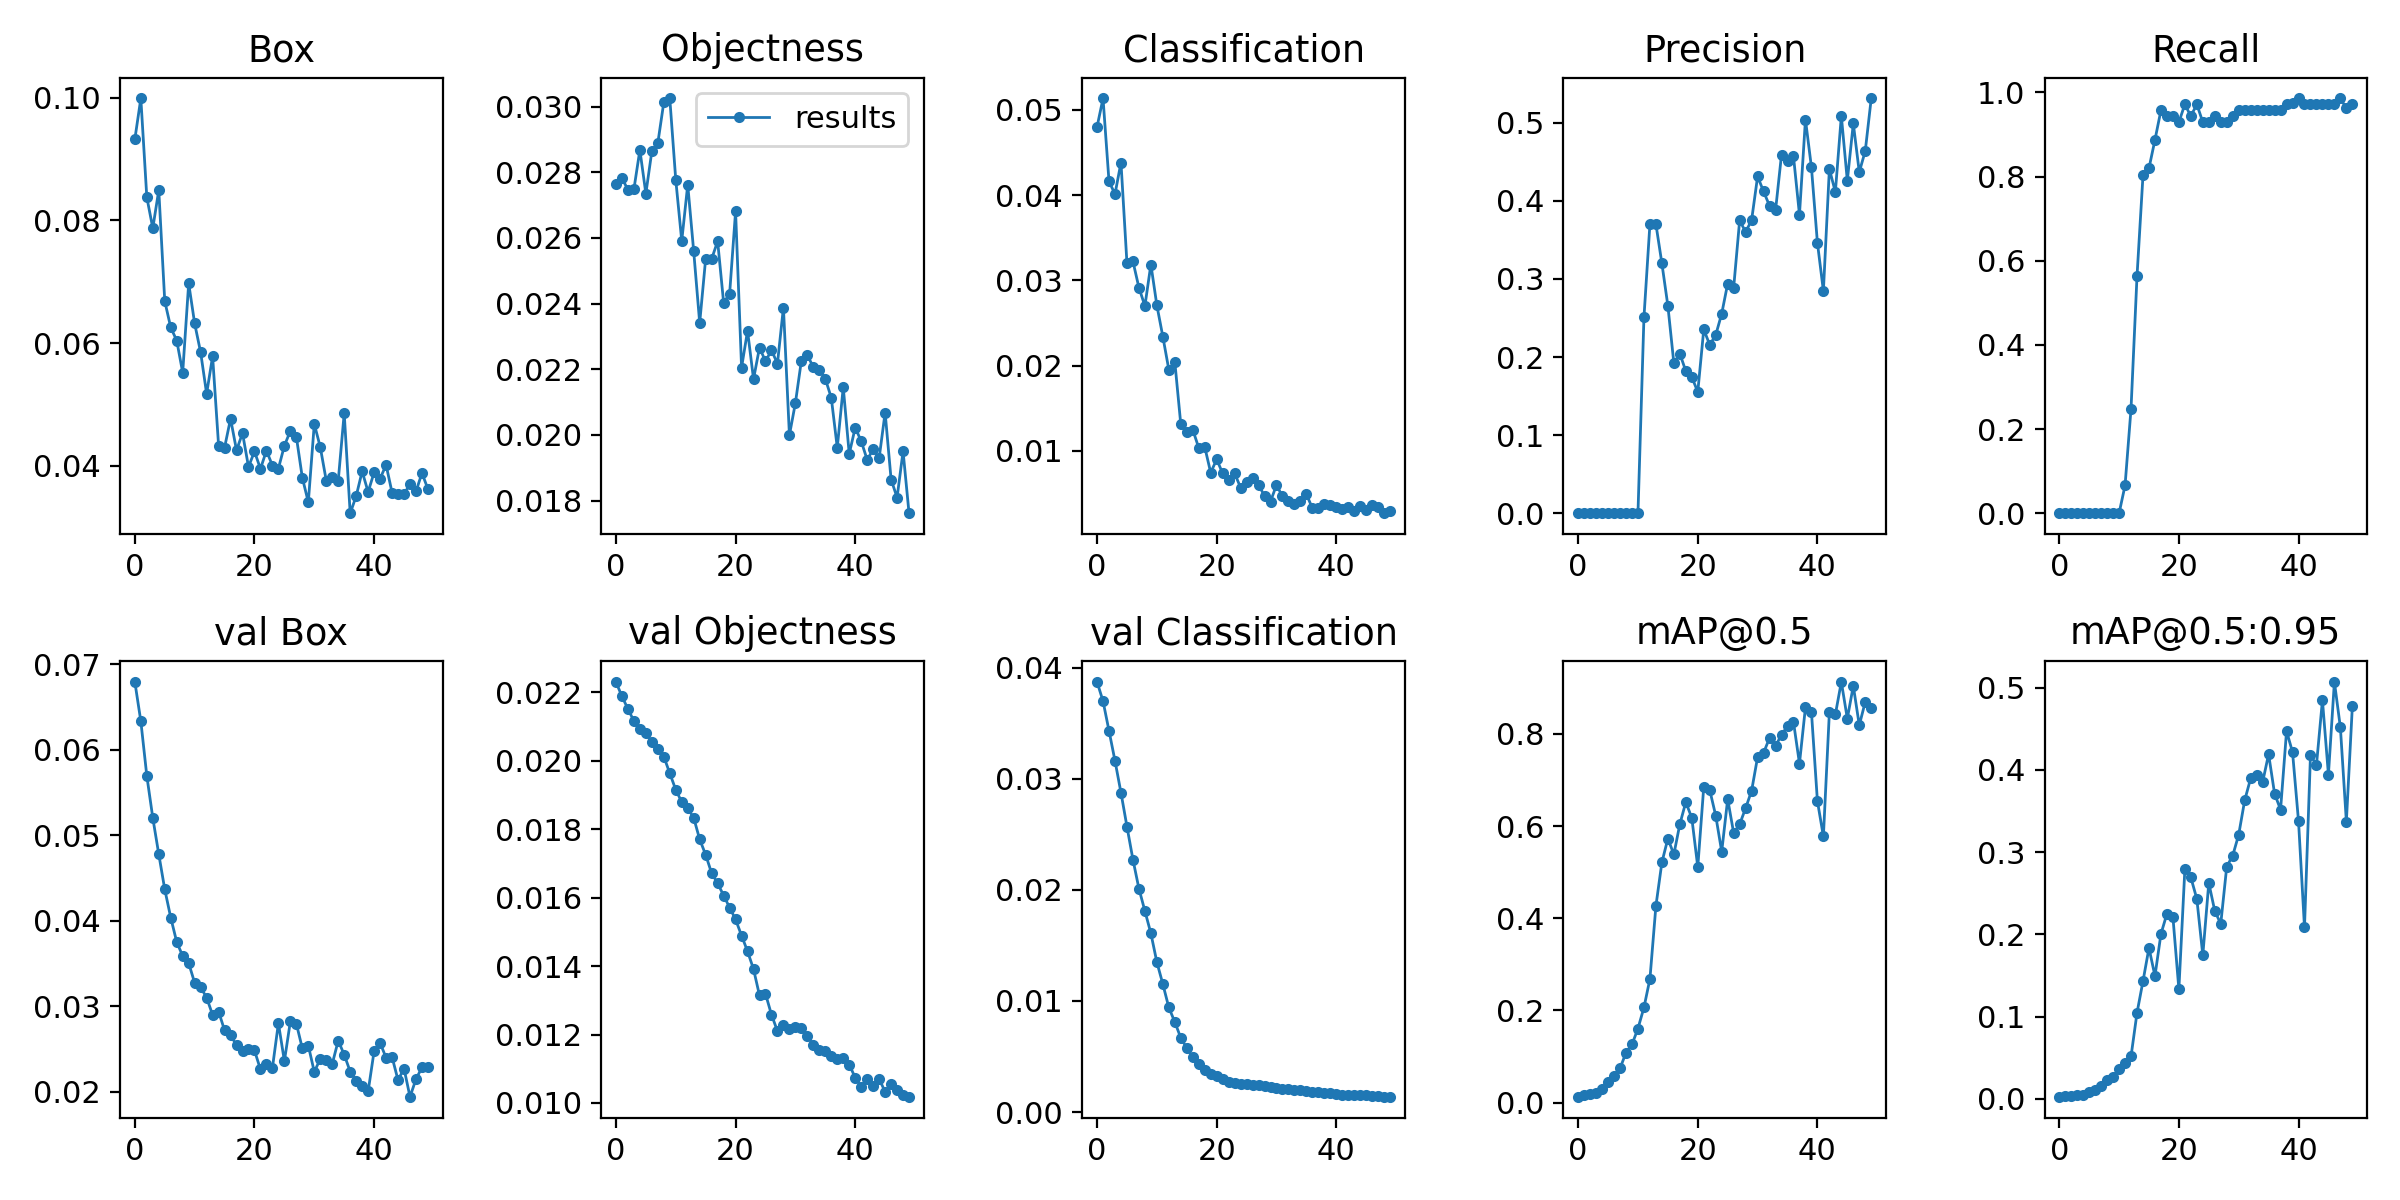 Box
0.10
0.08
0.06
0.04
0 20 40
Objectness
results
0.030
0.028
0.026
0.024
0.022
0.020
0.018
0 20 40
Classification
0.05
0.04
0.03
0.02
0.01
0 20 40
Precision
0.5
0.4
0.3
0.2
0.1
0.0
0 20 40
Recall
1.0
0.8
0.6
0.4
0.2
0.0
0 20 40
val Box
0.07
0.06
0.05
0.04
0.03
0.02
0 20 40
val Objectness
0.022
0.020
0.018
0.016
0.014
0.012
0.010
0 20 40
val Classification
0.04
0.03
0.02
0.01
0.00
0 20 40
mAP@0.5
0.8
0.6
0.4
0.2
0.0
0 20 40
mAP@0.5:0.95
0.5
0.4
0.3
0.2
0.1
0.0
0 20 40